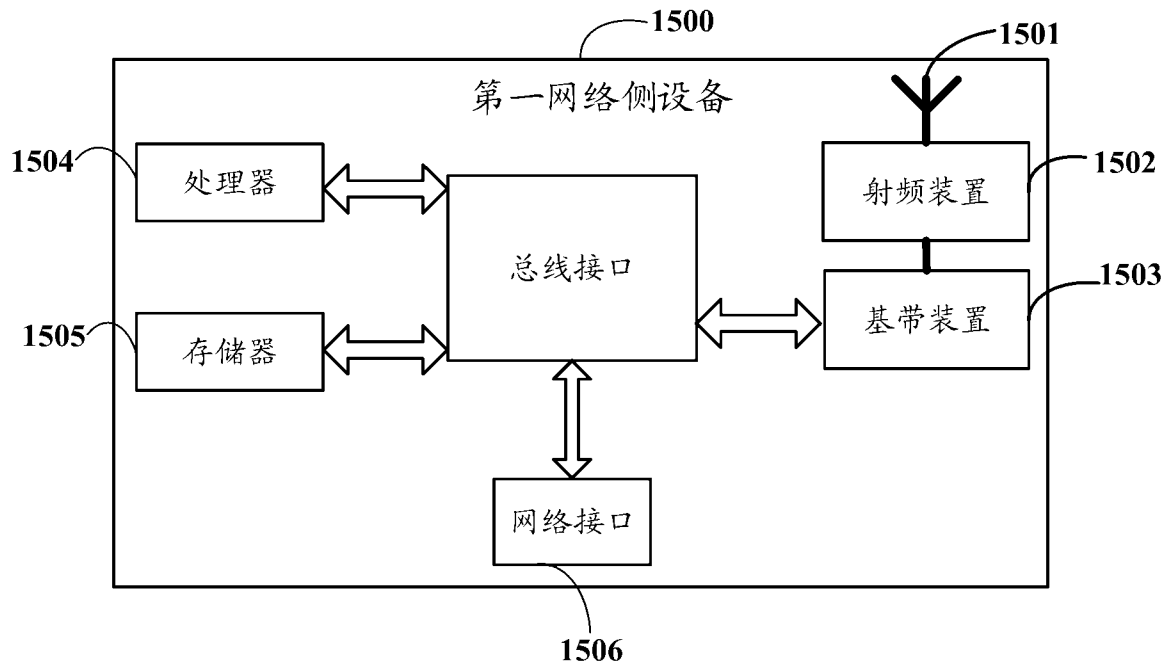 1500
1501
第一网络侧设备
1504
处理器
1502
射频装置
总线接口
1503
基带装置
1505
存储器
网络接口
1506